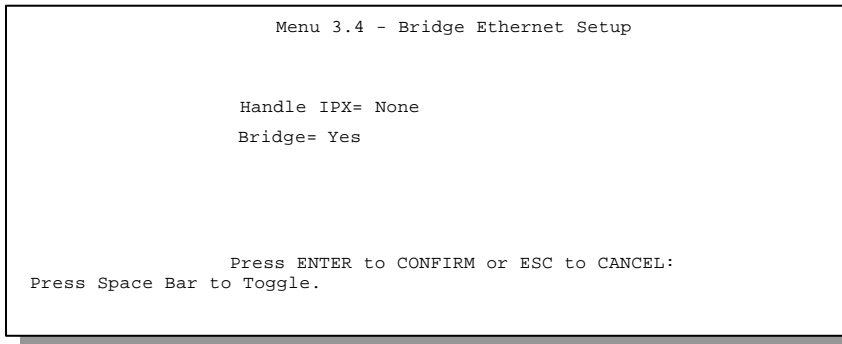 Menu 3.4 - Bridge Ethernet Setup
Handle IPX= None
Bridge= Yes
Press ENTER to CONFIRM or ESC to CANCEL:
Press Space Bar to Toggle.